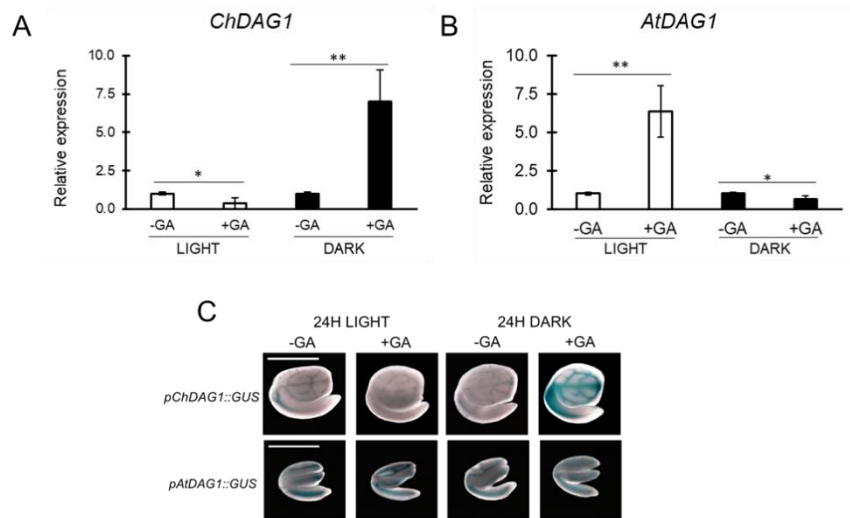 A
ChDAG1
Relative expression
10.0
7.5
5.0
2.5
0.0
*
**
-GA
+GA
-GA
+GA
LIGHT
DARK
B
AtDAG1
Relative expression
10.0
7.5
5.0
2.5
0.0
**
*
-GA
+GA
-GA
+GA
LIGHT
DARK
C
24H LIGHT
24H DARK
-GA
+GA
-GA
+GA
pChDAG1::GUS
pAtDAG1::GUS